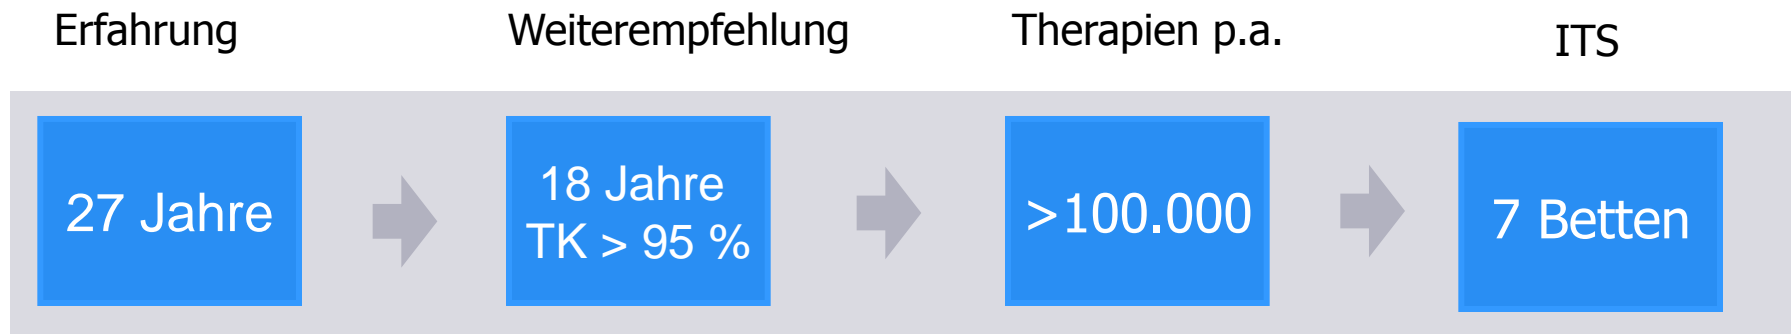 Erfahrung
Weiterempfehlung
Therapien p.a.
ITS
27 Jahre
18 Jahre
TK > 95 %
>100.000
7 Betten